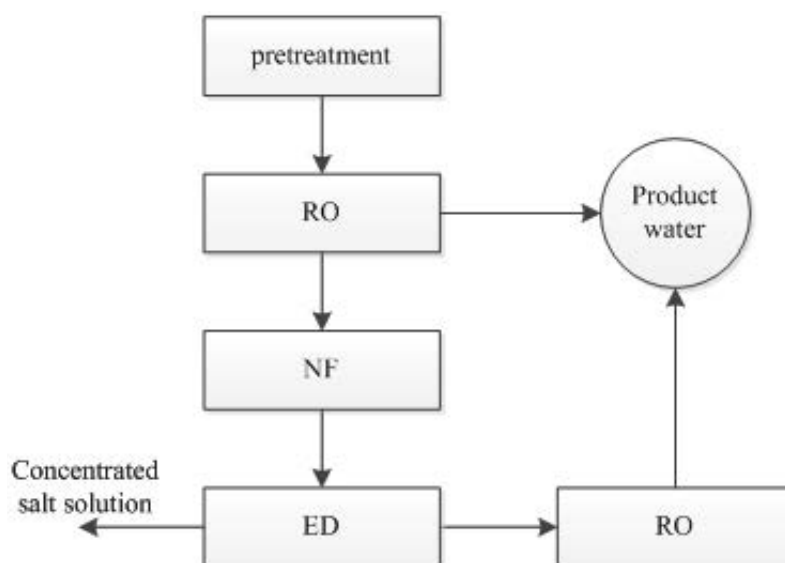 pretreatment
RO
Product
water
NF
Concentrated
salt solution
ED
RO